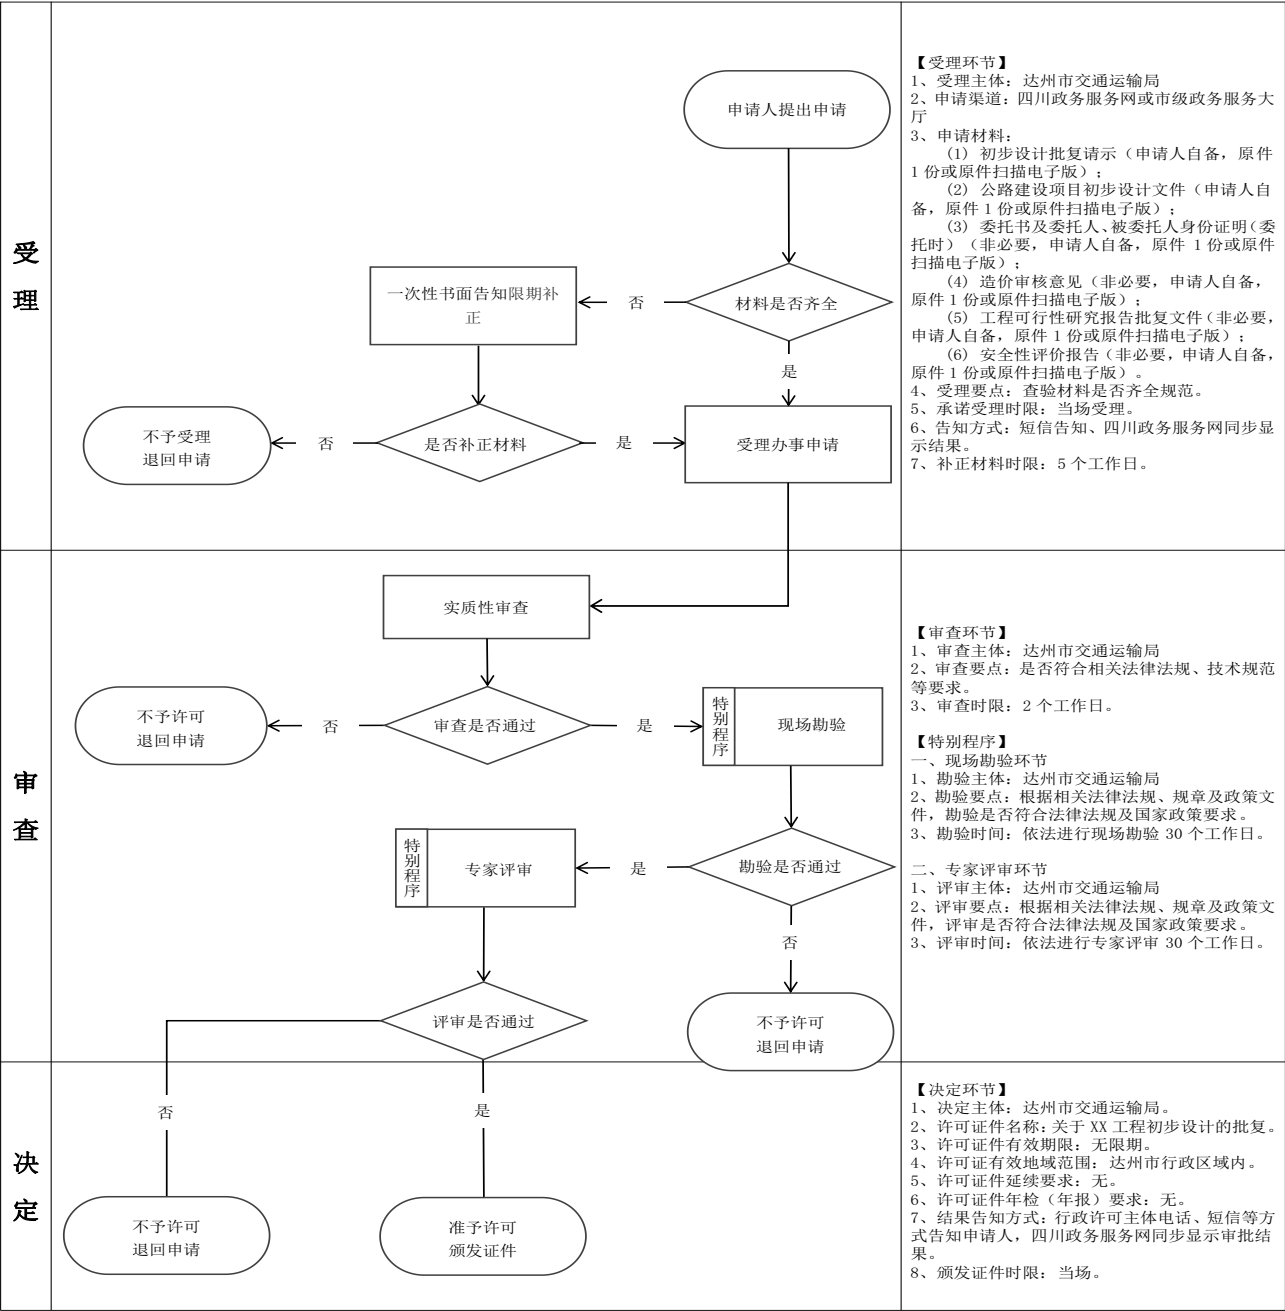 受
理
申请人提出申请
材料是否齐全
否
一次性书面告知限期补
正
是
是否补正材料
否
不予受理
退回申请
是
受理办事申请
【受理环节】
1、受理主体：达州市交通运输局
2、申请渠道：四川政务服务网或市级政务服务大
厅
3、申请材料：
（1）初步设计批复请示（申请人自备，原件
1 份或原件扫描电子版）；
（2）公路建设项目初步设计文件（申请人自
备，原件 1 份或原件扫描电子版）；
（3）委托书及委托人、被委托人身份证明（委
托时）（非必要，申请人自备，原件 1 份或原件
扫描电子版）；
（4）造价审核意见（非必要，申请人自备，
原件 1 份或原件扫描电子版）；
（5）工程可行性研究报告批复文件（非必要，
申请人自备，原件 1 份或原件扫描电子版）；
（6）安全性评价报告（非必要，申请人自备，
原件 1 份或原件扫描电子版）。
4、受理要点：查验材料是否齐全规范。
5、承诺受理时限：当场受理。
6、告知方式：短信告知、四川政务服务网同步显
示结果。
7、补正材料时限：5 个工作日。
审
查
实质性审查
审查是否通过
否
不予许可
退回申请
是
特别程序
现场勘验
勘验是否通过
是
特别程序
专家评审
否
不予许可
退回申请
评审是否通过
【审查环节】
1、审查主体：达州市交通运输局
2、审查要点：是否符合相关法律法规、技术规范
等要求。
3、审查时限：2 个工作日。
【特别程序】
一、现场勘验环节
1、勘验主体：达州市交通运输局
2、勘验要点：根据相关法律法规、规章及政策文
件，勘验是否符合法律法规及国家政策要求。
3、勘验时间：依法进行现场勘验 30 个工作日。
二、专家评审环节
1、评审主体：达州市交通运输局
2、评审要点：根据相关法律法规、规章及政策文
件，评审是否符合法律法规及国家政策要求。
3、评审时间：依法进行专家评审 30 个工作日。
决
定
否
不予许可
退回申请
是
准予许可
颁发证件
【决定环节】
1、决定主体：达州市交通运输局。
2、许可证件名称：关于 XX 工程初步设计的批复。
3、许可证件有效期限：无限期。
4、许可证有效地域范围：达州市行政区域内。
5、许可证件延续要求：无。
6、许可证件年检（年报）要求：无。
7、结果告知方式：行政许可主体电话、短信等方
式告知申请人，四川政务服务网同步显示审批结
果。
8、颁发证件时限：当场。